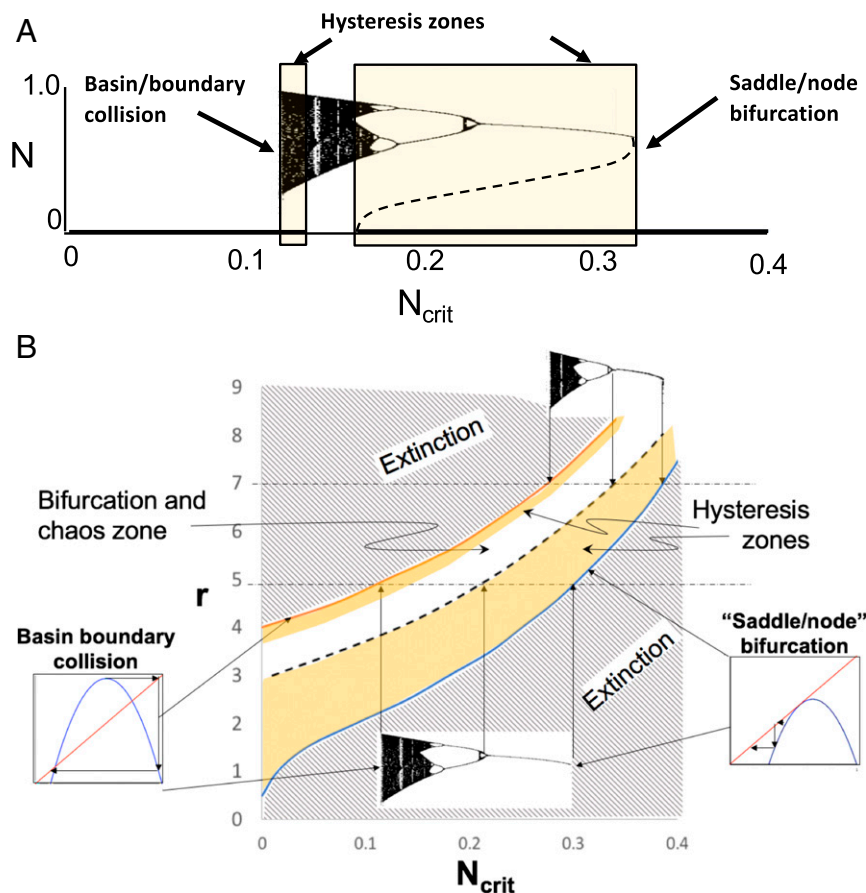 A
Hysteresis zones
Basin/boundary
collision
Saddle/node
bifurcation
1.0
N
0
0
0.1
0.2
0.3
0.4
Ncrit
B
9
8
7
6
5
4
3
2
1
0
r
Extinction
Bifurcation and
chaos zone
Hysteresis
zones
Basin boundary
collision
“Saddle/node”
bifurcation
Extinction
0
0.1
0.2
0.3
0.4
Ncrit